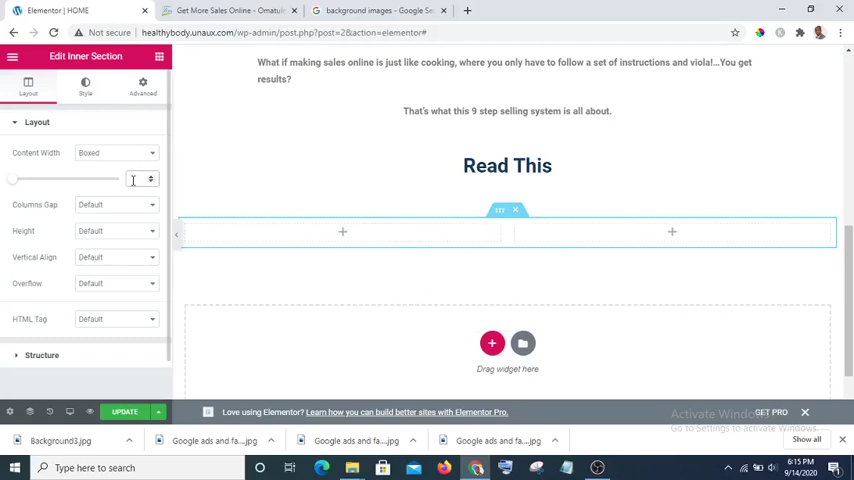 Elementor | HOME
Get More Sales Online - Omatul
background images - Google Se
Not secure | healthybody.unaux.com/wp-admin/post.php?post=2&action=elementor#
Edit Inner Section
Layout
Style
Advanced
Layout
Content Width
Boxed
Columns Gap
Default
Height
Default
Vertical Align
Default
Overflow
Default
HTML Tag
Default
Structure
UPDATE
What if making sales online is just like cooking, where you only have to follow a set of instructions and viola!...You get
results?
That's what this 9 step selling system is all about.
Read This
Drag widget here
Love using Elementor? Learn how you can build better sites with Elementor Pro.
GET PRO
Activate Windows
Go to Settings to activate Windows.
Background3.jpg
Google ads and fa....jpg
Google ads and fa....jpg
Google ads and fa....jpg
Show all
Type here to search
6:15 PM
9/14/2020